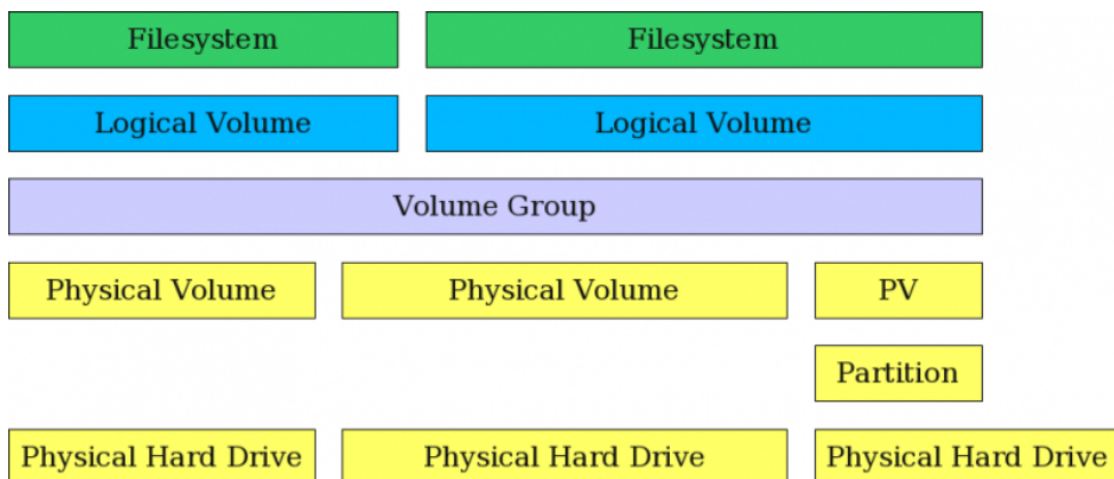 Filesystem
Filesystem
Logical Volume
Logical Volume
Volume Group
Physical Volume
Physical Volume
PV
Partition
Physical Hard Drive
Physical Hard Drive
Physical Hard Drive